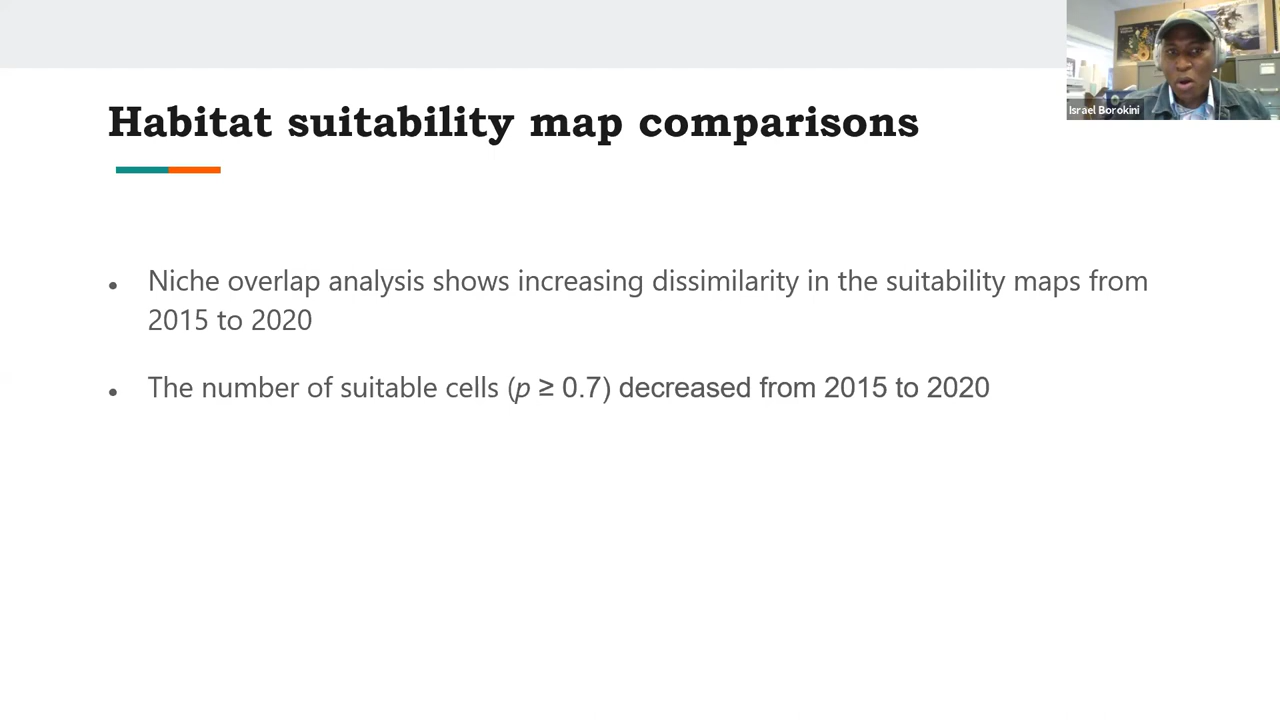 Habitat suitability map comparisons
Israel Borokini
● Niche overlap analysis shows increasing dissimilarity in the suitability maps from
2015 to 2020
● The number of suitable cells (p ≥ 0.7) decreased from 2015 to 2020